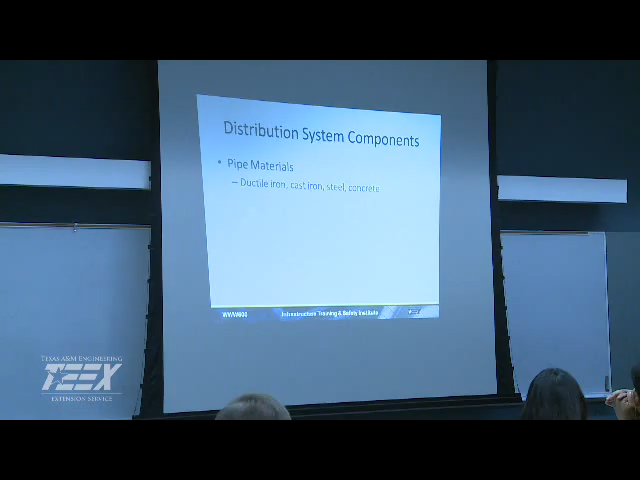 Distribution System Components
• Pipe Materials
– Ductile iron, cast iron, steel, concrete
Infrastructure Training & Safety Institute
TEXAS A&M ENGINEERING
TEEX
EXTENSION SERVICE